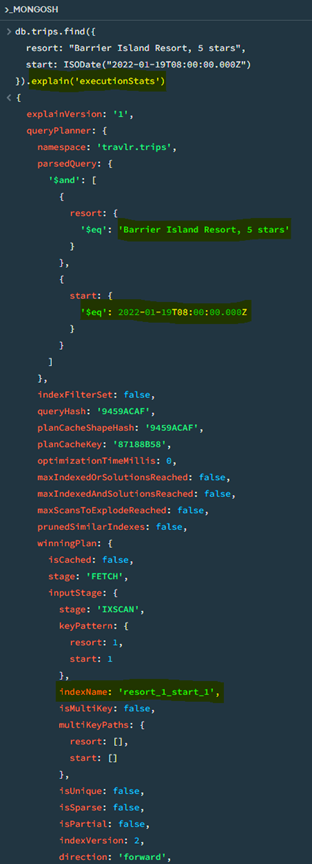 >_MONGOSH
> db.trips.find({
resort: "Barrier Island Resort, 5 stars",
start: ISODate("2022-01-19T08:00:00.000Z")
}).explain('executionStats')
< {
explainVersion: '1',
queryPlanner: {
namespace: 'travlr.trips',
parsedQuery: {
'$and': [
{
resort: {
'$eq': 'Barrier Island Resort, 5 stars'
}
},
{
start: {
'$eq': 2022-01-19T08:00:00.000Z
}
}
]
},
indexFilterSet: false,
queryHash: '9459ACAF',
planCacheShapeHash: '9459ACAF',
planCacheKey: '87188B58',
optimizationTimeMillis: 0,
maxIndexedOrSolutionsReached: false,
maxIndexedAndSolutionsReached: false,
maxScansToExplodeReached: false,
prunedSimilarIndexes: false,
winningPlan: {
isCached: false,
stage: 'FETCH',
inputStage: {
stage: 'IXSCAN',
keyPattern: {
resort: 1,
start: 1
},
indexName: 'resort_1_start_1',
isMultiKey: false,
multiKeyPaths: {
resort: [],
start: []
},
isUnique: false,
isSparse: false,
isPartial: false,
indexVersion: 2,
direction: 'forward',